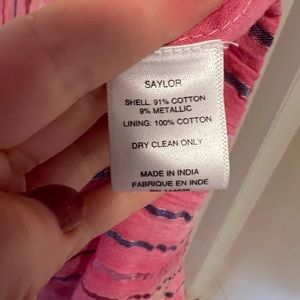 SAYLOR
SHELL: 91% COTTON
9% METALLIC
LINING: 100% COTTON
DRY CLEAN ONLY
MADE IN INDIA
FABRIQUE EN INDE